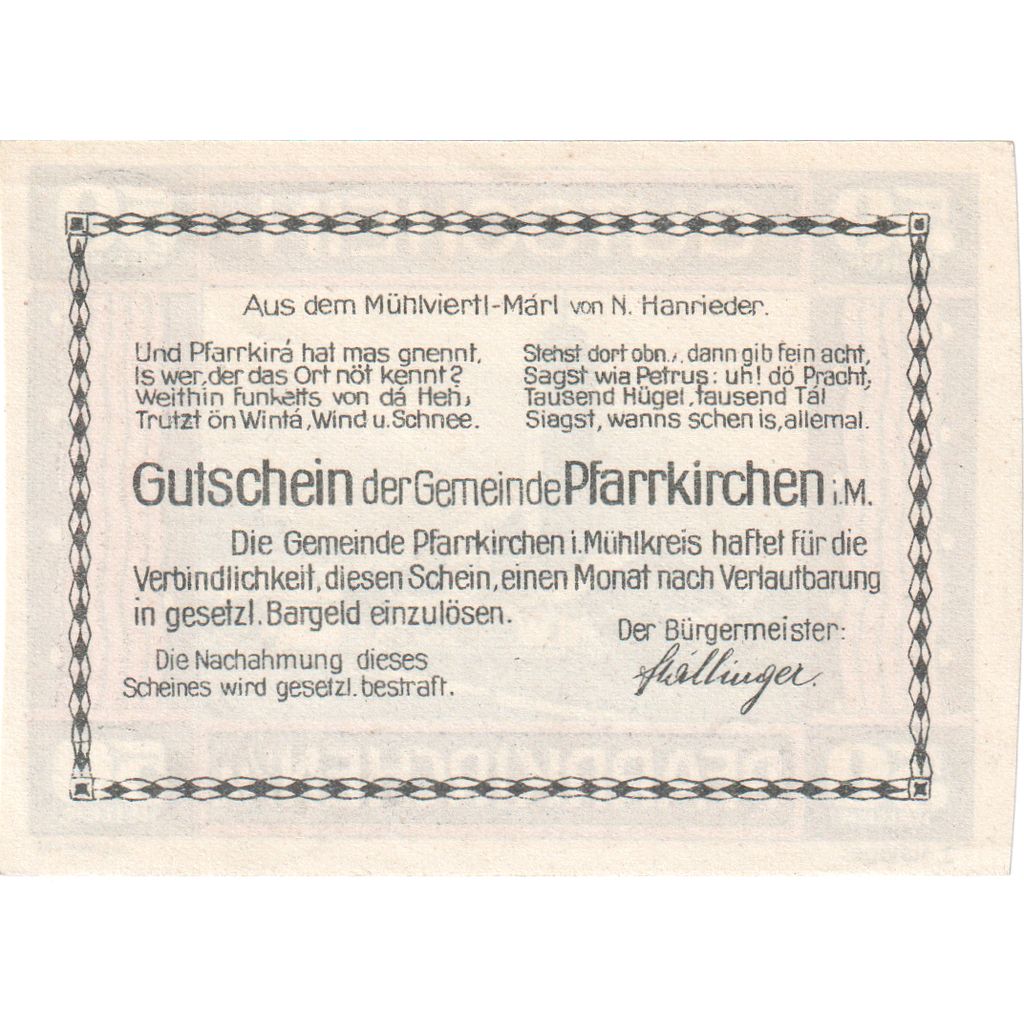 Aus dem Mühlviertl-Márl von N. Hanrieder.
Und Pfarrkirá hat mas gnennt,
Is wer, der das Ort nöt kennt?
Weithin funkelts von dá Heh,
Trutzt ön Wintá, Wind u. Schnee.
Stehst dort obn., dann gib fein acht,
Sagst wia Petrus: uh! dö Pracht,
Tausend Hügel, tausend Tál
Siagst, wanns schen is, allemal.
Gutschein der Gemeinde Pfarrkirchen i. M.
Die Gemeinde Pfarrkirchen i. Mühlkreis haftet für die
Verbindlichkeit, diesen Schein, einen Monat nach Verlautbarung
in gesetzl. Bargeld einzulösen.
Der Bürgermeister:
Die Nachahmung dieses
Scheines wird gesetzl. bestraft.